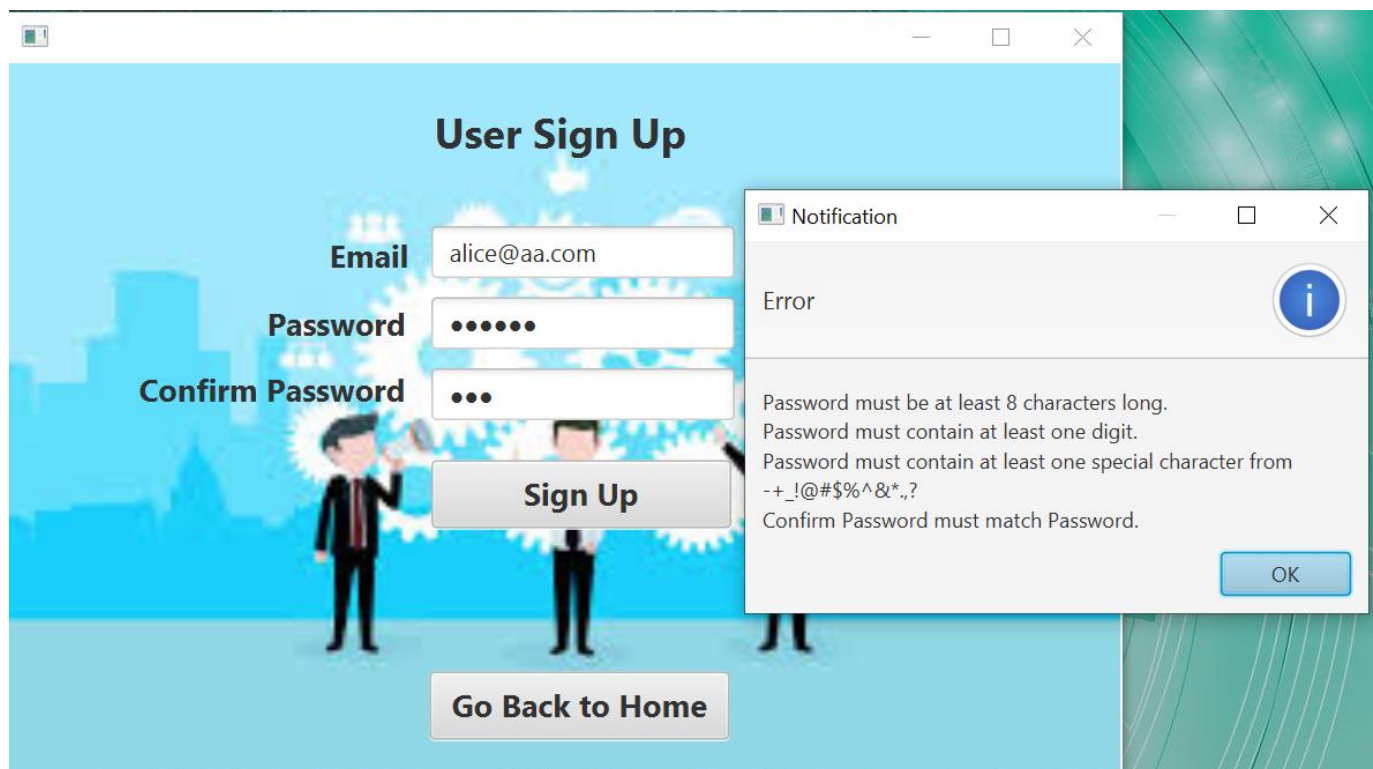 User Sign Up
Email
alice@aa.com
Password
●●●●●●
Confirm Password
●●●
Sign Up
Go Back to Home
Notification
Error
Password must be at least 8 characters long.
Password must contain at least one digit.
Password must contain at least one special character from
-+_!@#$%^&*.,?
Confirm Password must match Password.
OK